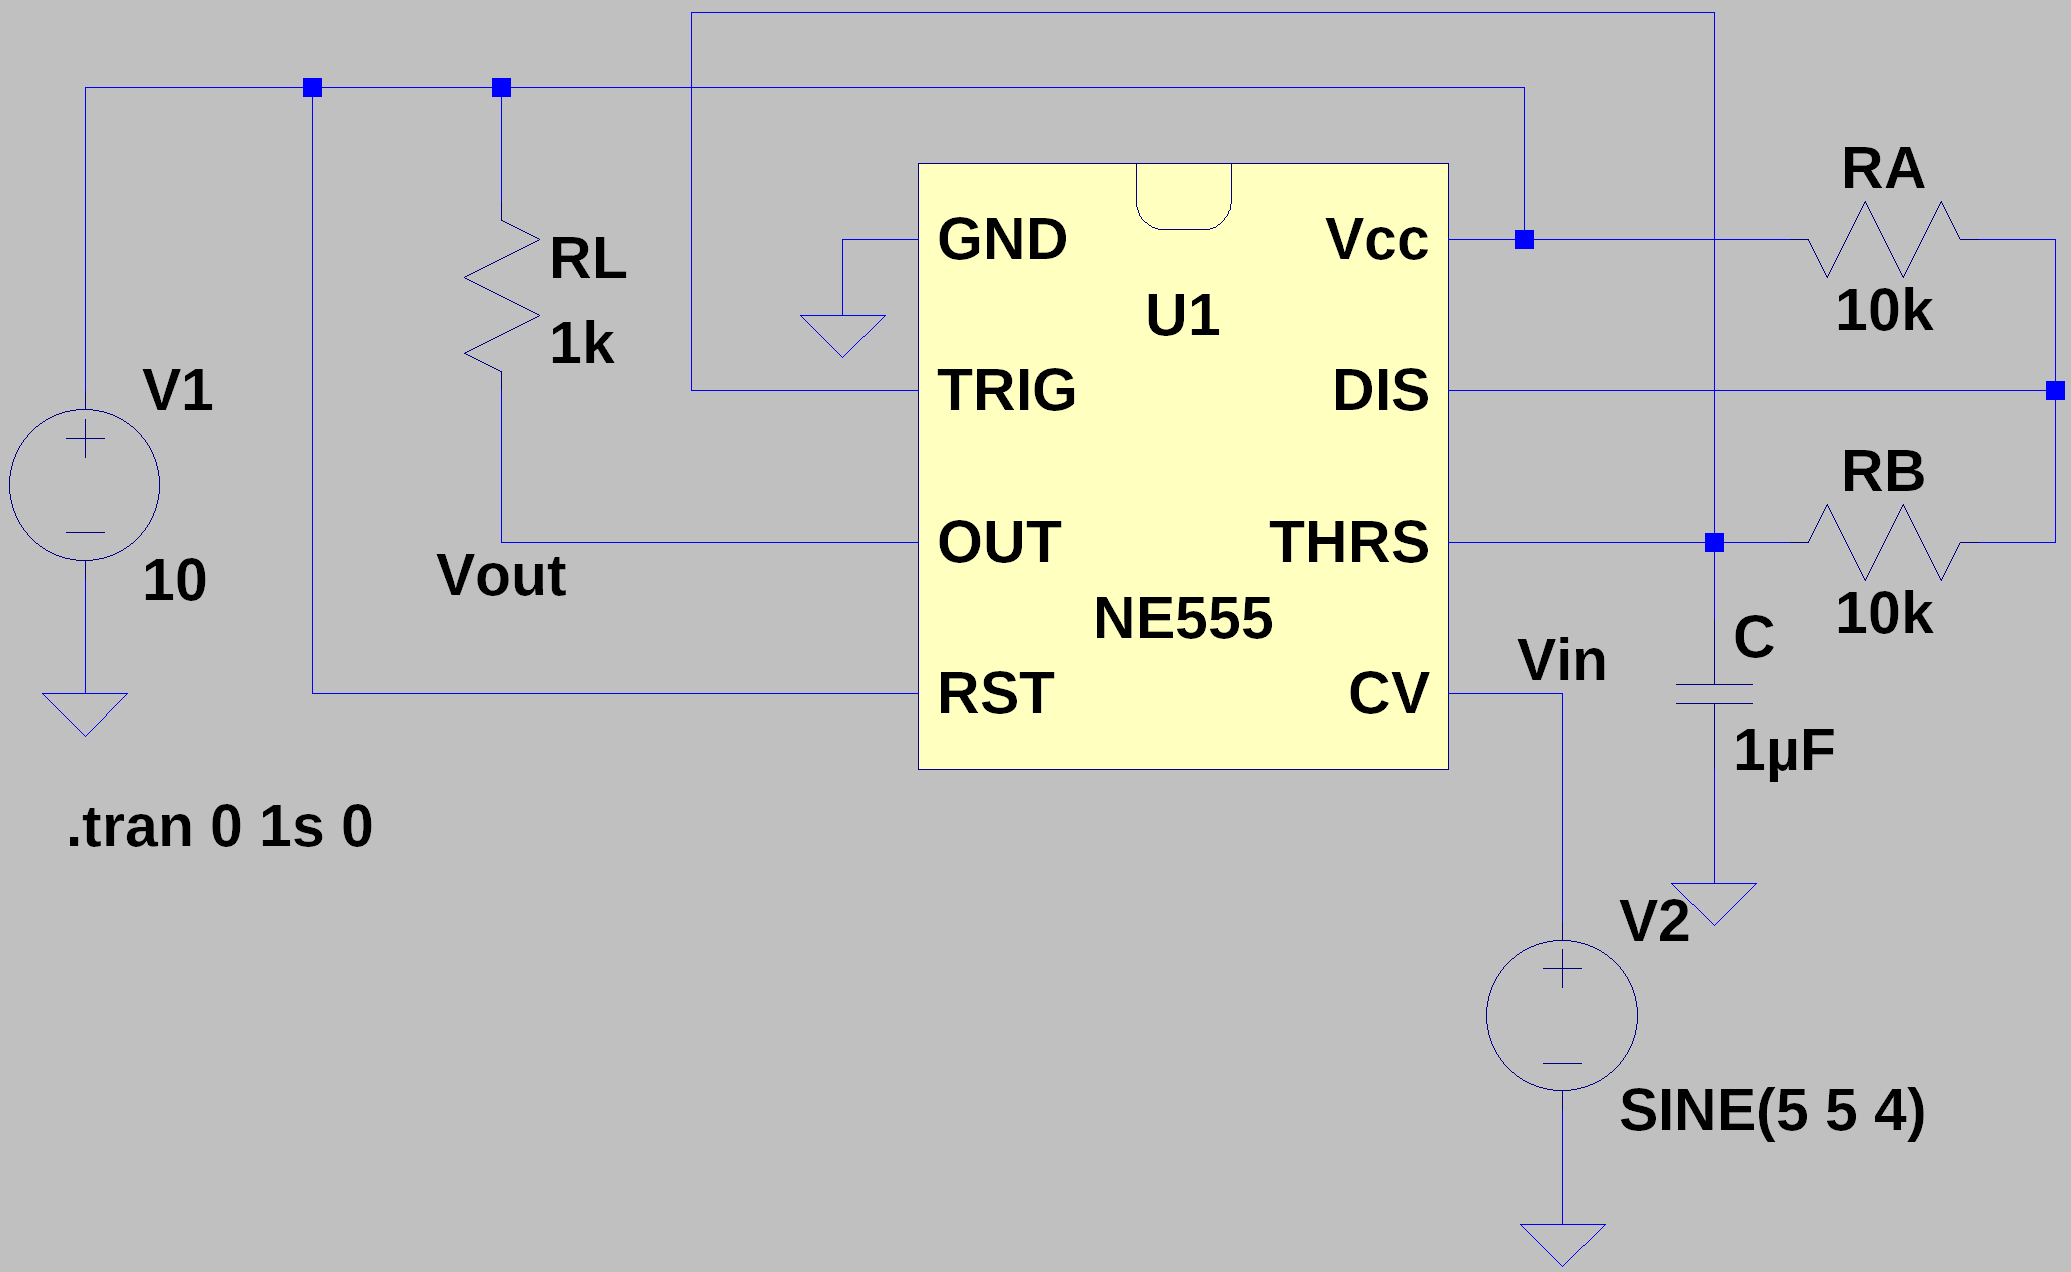 RA
10k
GND
Vcc
RL
1k
U1
TRIG
DIS
V1
10
RB
10k
OUT
THRS
Vout
NE555
C
1µF
Vin
RST
CV
.tran 0 1s 0
V2
SINE(5 5 4)